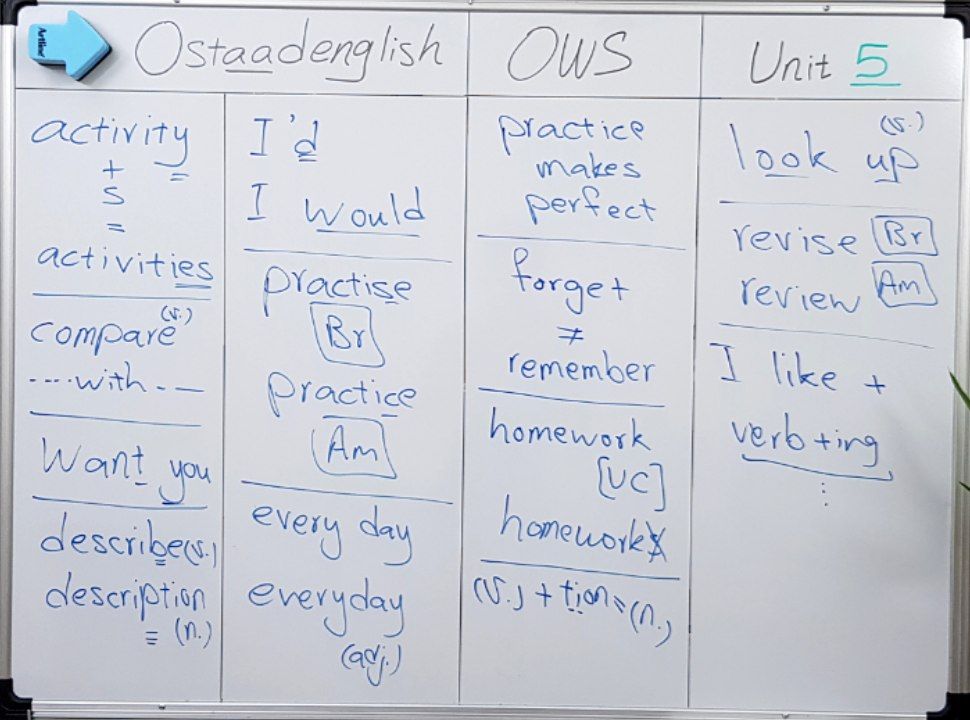 Artline
Ostaadenglish
OWS
Unit 5
activity
+
s
=
activities
compare (v.)
....with - —
Want you
describe (v.)
description
(n.)
I'd
I would
practise
Br
practice
Am
every day
everyday
(adj.)
practice
makes
perfect
forget
≠
remember
homework
[UC]
homeworks
(v.) + tion = (n.)
(v.)
look up
revise Br
review Am
I like +
verb +ing
⋮